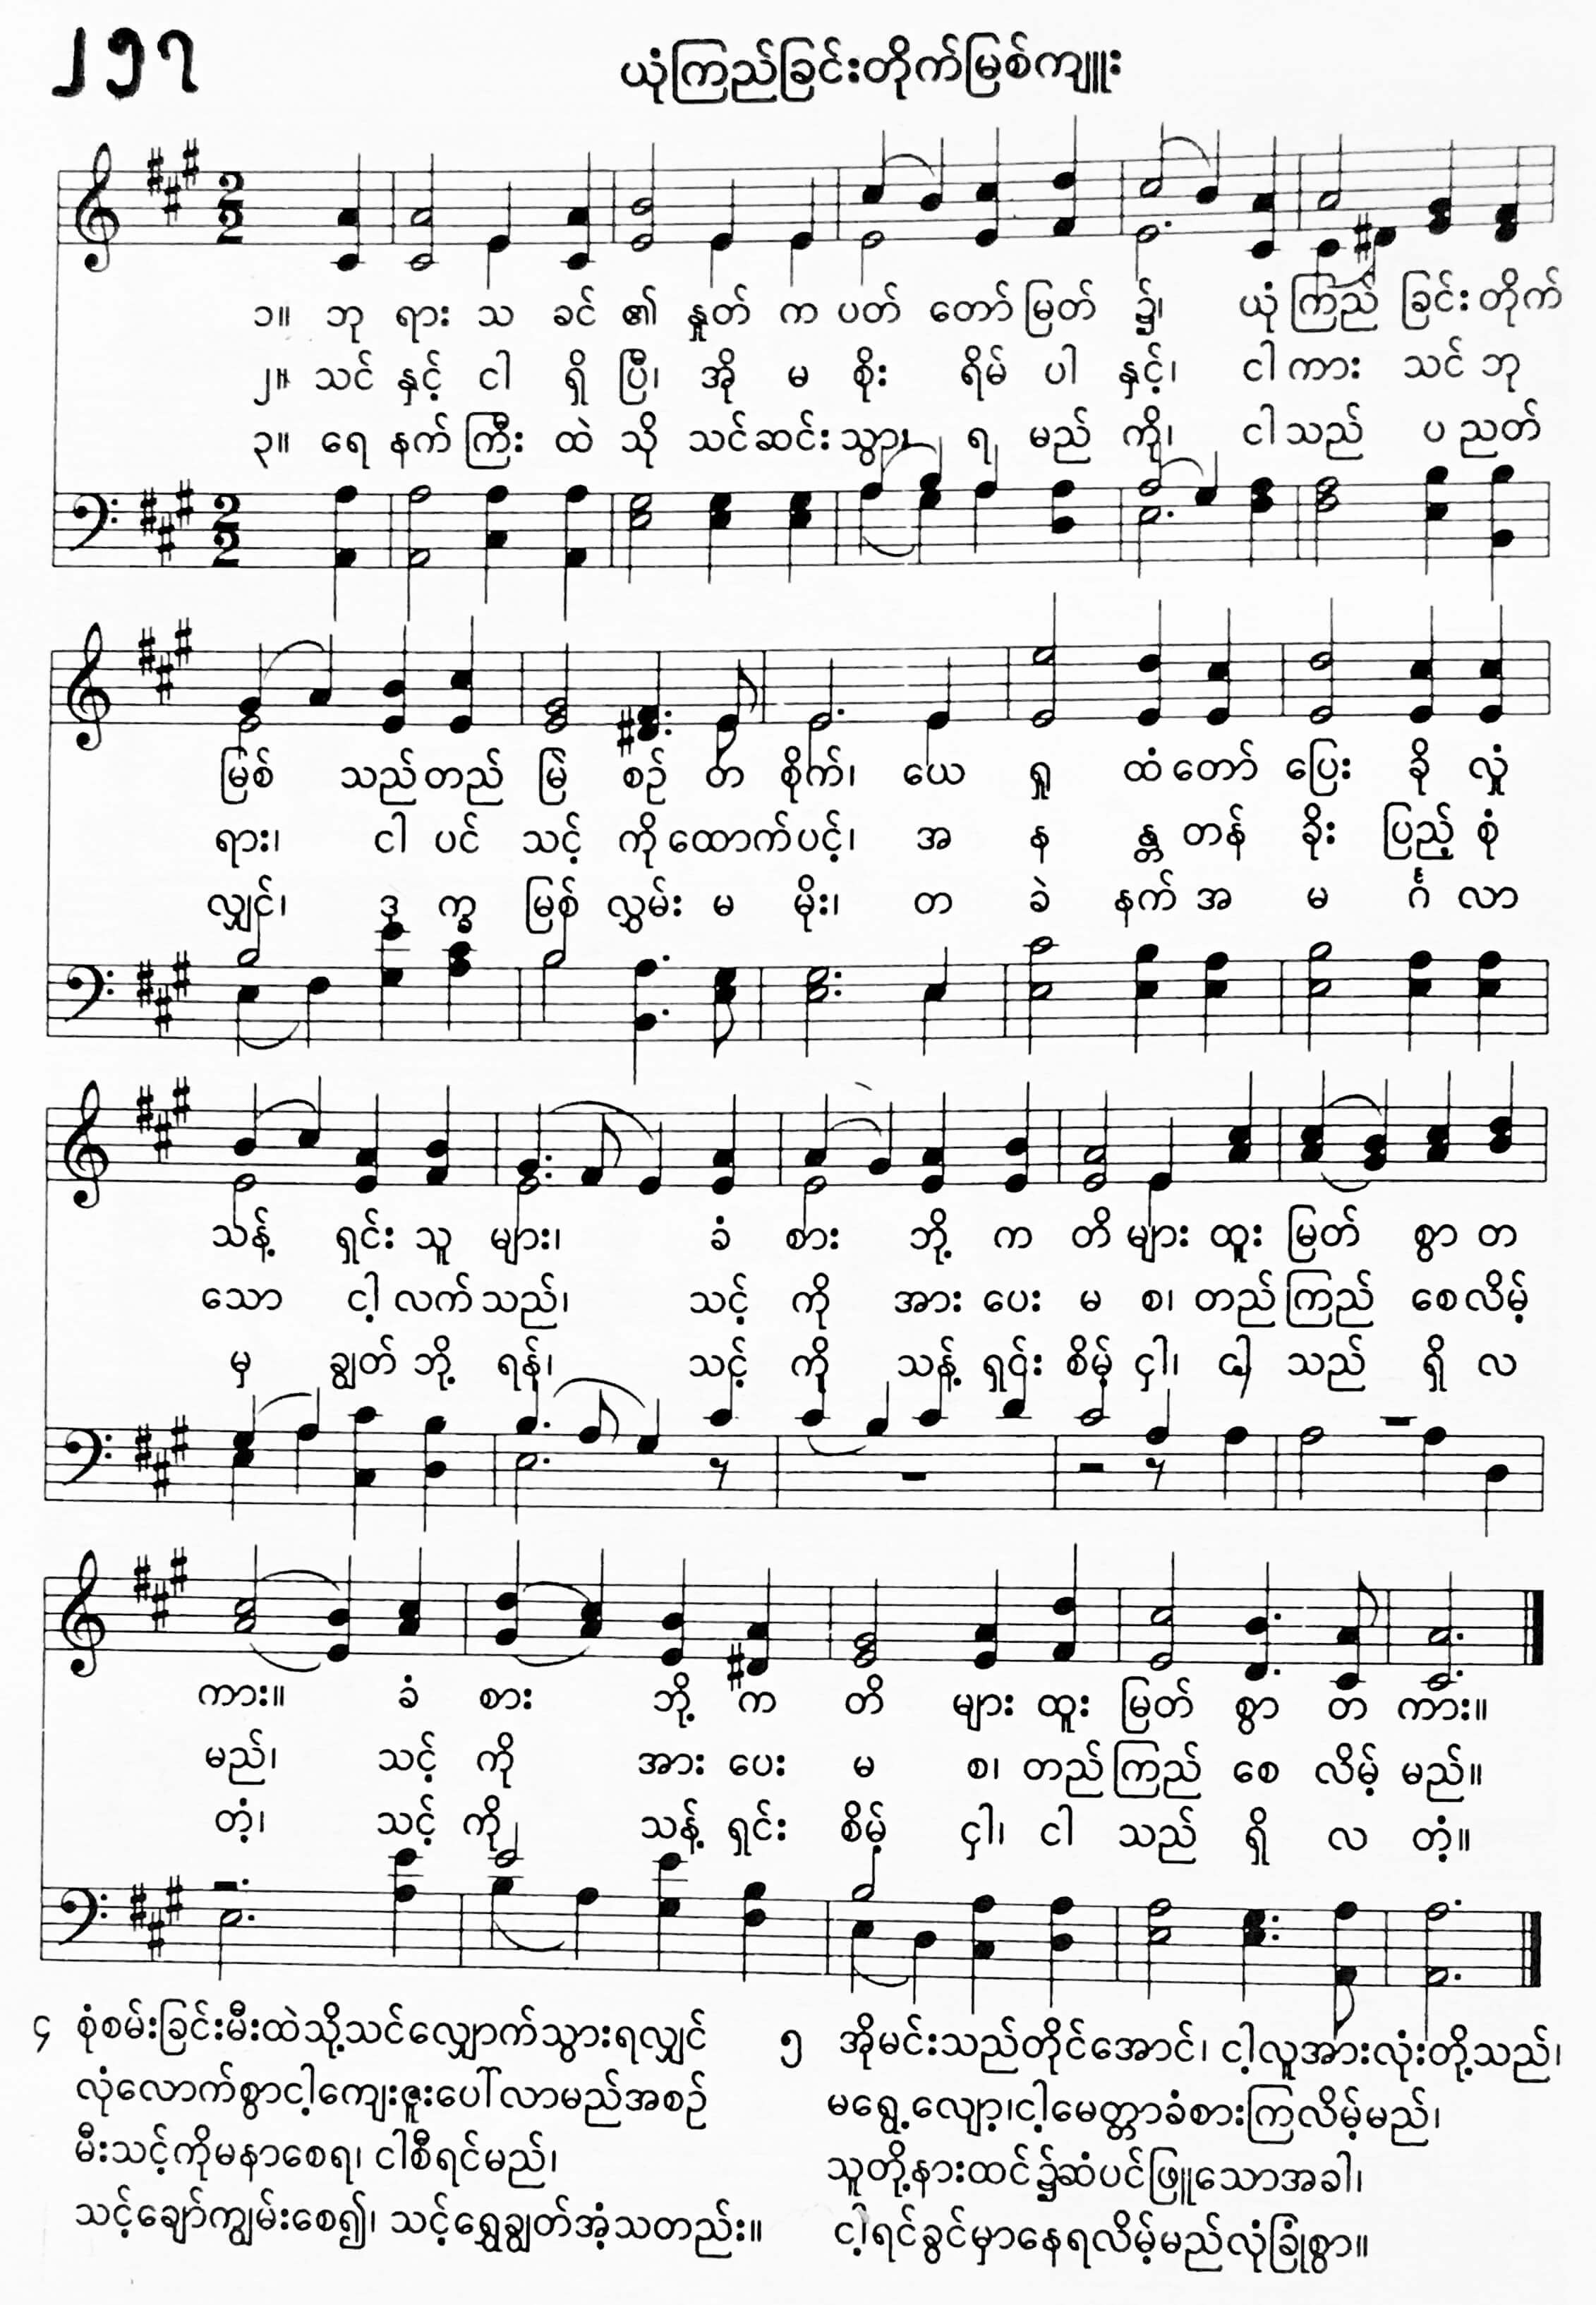 ၂၅၇
ယုံကြည်ခြင်းတိုက်မြစ်ကျူး
၁။ ဘု ရား သ ခင် ၏ နှုတ် က ပတ် တော် မြတ် ၌၊ ယုံ ကြည် ခြင်း တိုက်
၂။ သင် နှင့် ငါ ရှိ ပြီ၊ အို မ စိုး ရိမ် ပါ နှင့်၊ ငါ ကား သင် ဘု
၃။ ရေ နက် ကြီး ထဲ သို သင် ဆင်း သွား ရ မည် ကို၊ ငါ သည် ပ ညတ်
မြစ် သည် တည် မြဲ စဉ် တ စိုက်၊ ယေ ရှု ထံ တော် ပြေး ခို လှုံ
ရား၊ ငါ ပင် သင့် ကို ထောက် ပင့်၊ အ န န္တ တန် ခိုး ပြည့် စုံ
လျှင်၊ ဒု က္ခ မြစ် လွှမ်း မ မိုး၊ တ ခဲ နက် အ မ င်္ဂ လာ
သန့် ရှင်း သူ များ၊ ခံ စား ဘို့ က တိ များ ထူး မြတ် စွာ တ
သော ငါ့ လက် သည်၊ သင့် ကို အား ပေး မ စ၊ တည် ကြည် စေ လိမ့်
မှ ချွတ် ဘို့ ရန်၊ သင့် ကို သန့် ရှင်း စိမ့် ငှါ၊ ငါ သည် ရှိ လ
ကား။ ခံ စား ဘို့ က တိ များ ထူး မြတ် စွာ တ ကား။
မည်၊ သင့် ကို အား ပေး မ စ၊ တည် ကြည် စေ လိမ့် မည်။
တံ့၊ သင့် ကို သန့် ရှင်း စိမ့် ငှါ၊ ငါ သည် ရှိ လ တံ့။
၄ စုံစမ်းခြင်းမီးထဲသို့သင်လျှောက်သွားရလျှင်
လုံလောက်စွာငါ့ကျေးဇူးပေါ်လာမည်အစဉ်
မီးသင့်ကိုမနာစေရ၊ ငါစီရင်မည်၊
သင့်ချော်ကျွမ်းစေ၍၊ သင့်ရွှေချွတ်အံ့သတည်း။
၅ အိုမင်းသည်တိုင်အောင်၊ ငါ့လူအားလုံးတို့သည်၊
မရွေ့လျော့၊ငါ့မေတ္တာခံစားကြလိမ့်မည်၊
သူတို့နားထင်၌ဆံပင်ဖြူသောအခါ၊
ငါ့ရင်ခွင်မှာနေရလိမ့်မည်လုံခြုံစွာ။